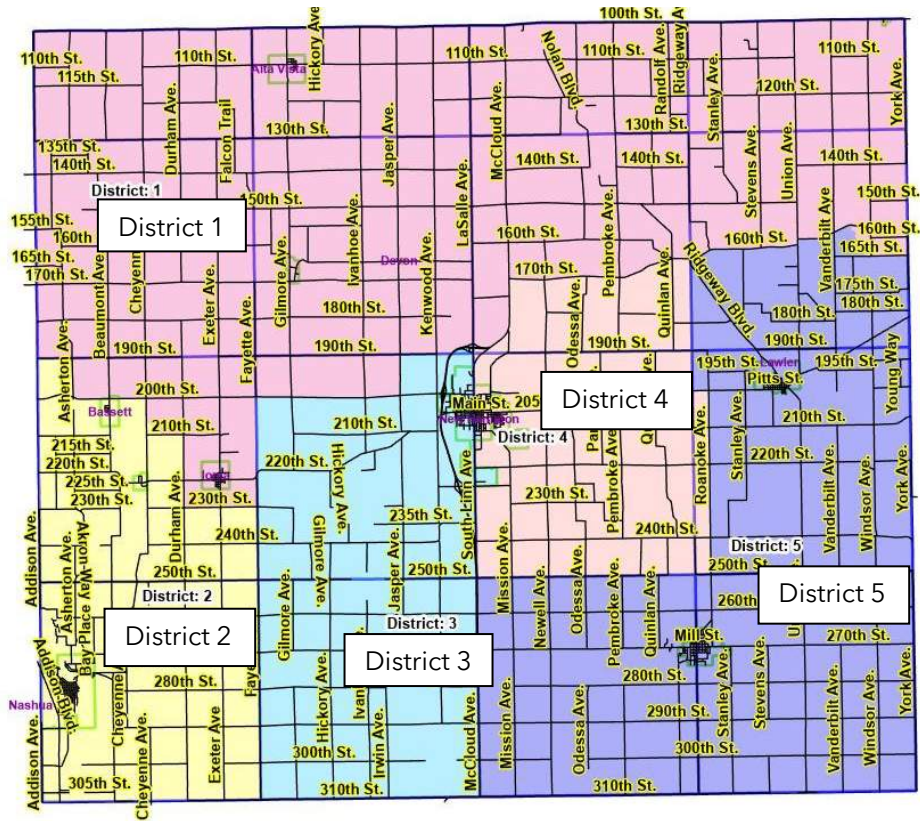 100th St.
110th St. 110th St. Hickory Ave. 110th St. Nolan Blvd. 110th St. Randolf Ave. Ridgeway Stanley Ave. 110th St.
115th St. Alta Vista 120th St. York Ave.
Durham Ave. Falcon Trail 130th St. Jasper Ave. McCloud Ave. 130th St.
135th St.
140th St. 140th St. 140th St. Stevens Ave. Union Ave. 140th St.
District: 1 150th St. Ivanhoe Ave. LaSalle Ave. Pembroke Ave. Vanderbilt Ave 150th St.
District 1
155th St. 160th 160th St. 160th St. 160th St.
165th St. 165th St.
170th St. Beaumont Ave. Exeter Ave. Gilmore Ave. Devon Kenwood Ave. 170th St. Quinlan Ave. Ridgeway Blvd. 175th St.
180th St. 180th St. 180th St.
Asherton Ave. 190th St. Fayette Ave. 190th St. Odessa Ave. 190th St. 190th St.
195th St. Lawler 195th St. Young Way
200th St. Pitts St.
Bassett Main St. 205 District 4
210th St. 210th St. District: 4 210th St.
215th St. 220th St. Hickory Ave. Roanoke Ave. Stanley Ave. 220th St.
220th St.
225th St.
230th St. 230th St. South Linn Ave. 230th St. Pembroke Ave. Vanderbilt Ave. Windsor Ave. York Ave.
Durham Ave. 235th St.
Addison Ave. Asherton Ave. Akron Way 240th St. Gilmore Ave. 240th St.
District: 5
250th St. Jasper Ave. 250th St. Mission Ave. 250th St.
District: 2 Newell Ave. Odessa Ave. Pembroke Ave. Quinlan Ave. 260th District 5
Bay Place District 2 Gilmore Ave. District: 3 Mill St. 270th St.
District 3
Addison Blvd. 280th St. 280th St.
Nashua Cheyenne Hickory Ave. Stanley Ave. Stevens Ave. Vanderbilt Ave. Windsor Ave. York Ave.
290th St.
Addison Ave. Cheyenne Ave. Exeter Ave. 300th St. Irwin Ave. McCloud Ave. Mission Ave. Odessa Ave. 300th St.
305th St. 310th St. 310th St.